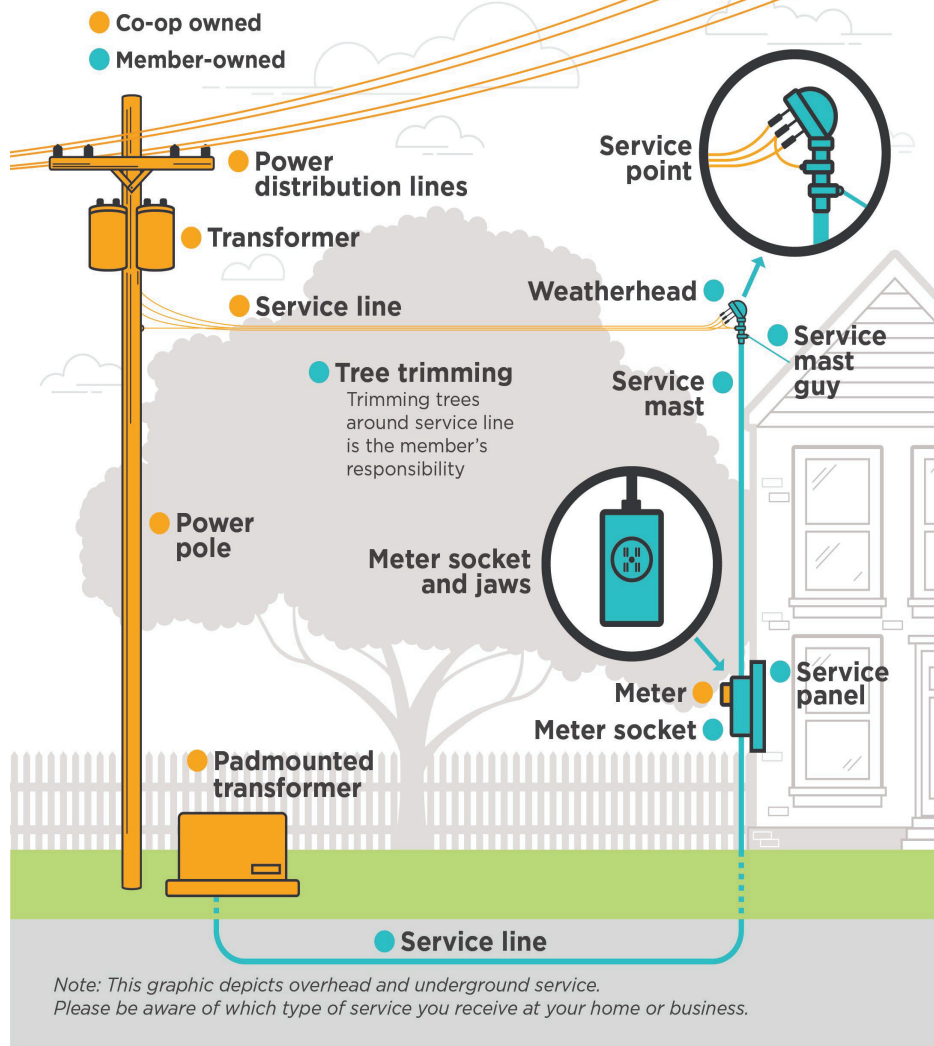 Co-op owned
Member-owned
Power
distribution lines
Service
point
Transformer
Weatherhead
Service line
Service
mast
guy
Tree trimming
Trimming trees
around service line
is the member’s
responsibility
Service
mast
Power
pole
Meter socket
and jaws
Service
panel
Meter
Meter socket
Padmounted
transformer
Service line
Note: This graphic depicts overhead and underground service.
Please be aware of which type of service you receive at your home or business.